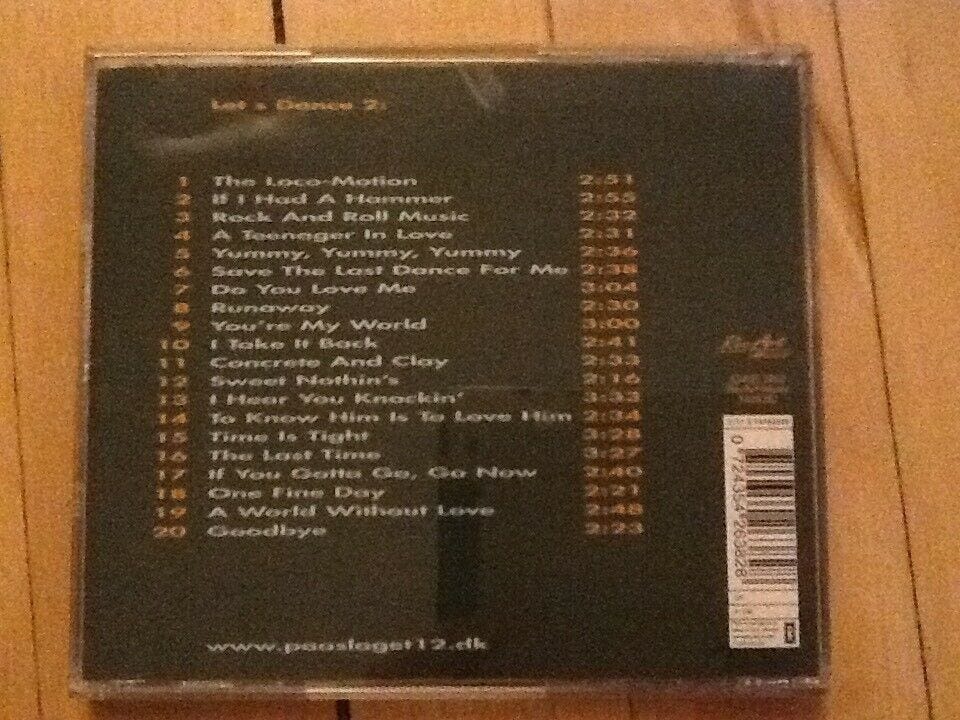 Let's Dance 2:
1 The Loco-Motion 2:51
2 If I Had A Hammer 2:55
3 Rock And Roll Music 2:32
4 A Teenager In Love 2:31
5 Yummy, Yummy, Yummy 2:36
6 Save The Last Dance For Me 2:38
7 Do You Love Me 3:04
8 Runaway 2:30
9 You're My World 3:00
10 I Take It Back 2:41
11 Concrete And Clay 2:33
12 Sweet Nothin's 2:16
13 I Hear You Knockin' 3:33
14 To Know Him Is To Love Him 2:34
15 Time Is Tight 3:28
16 The Last Time 3:27
17 If You Gotta Go, Go Now 2:40
18 One Fine Day 2:21
19 A World Without Love 2:48
20 Goodbye 2:23
www.paaslaget12.dk
0 724354 263828